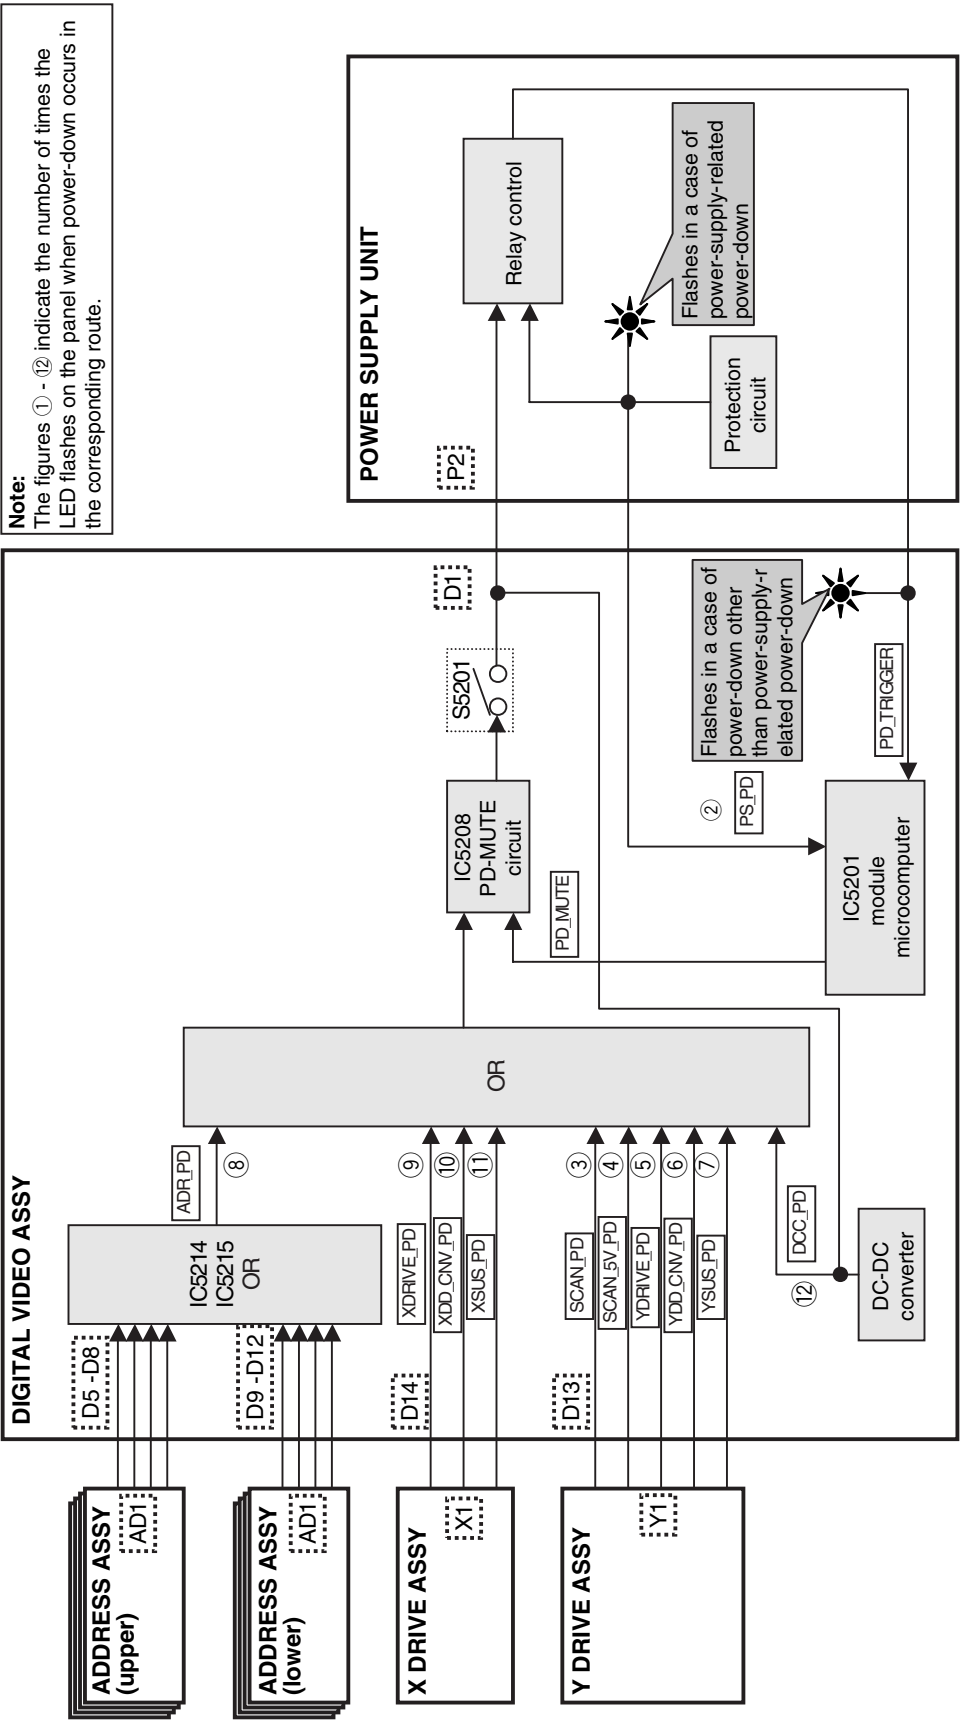 Note:
The figures ① - ⑫ indicate the number of times the
LED flashes on the panel when power-down occurs in
the corresponding route.
DIGITAL VIDEO ASSY
POWER SUPPLY UNIT
ADDRESS ASSY
(upper)
AD1
D5 -D8
ADDRESS ASSY
(lower)
AD1
D9 -D12
IC5214
IC5215
OR
ADR_PD
⑧
X DRIVE ASSY
X1
D14
XDRIVE_PD
⑨
XDD_CNV_PD
⑩
XSUS_PD
⑪
Y DRIVE ASSY
Y1
D13
SCAN_PD
③
SCAN_5V_PD
④
YDRIVE_PD
⑤
YDD_CNV_PD
⑥
YSUS_PD
⑦
DCC_PD
⑫
DC-DC
converter
OR
IC5208
PD-MUTE
circuit
PD_MUTE
S5201
D1
P2
Relay control
Flashes in a case of
power-supply-related
power-down
Protection
circuit
②
PS_PD
Flashes in a case of
power-down other
than power-supply-r
elated power-down
PD_TRIGGER
IC5201
module
microcomputer